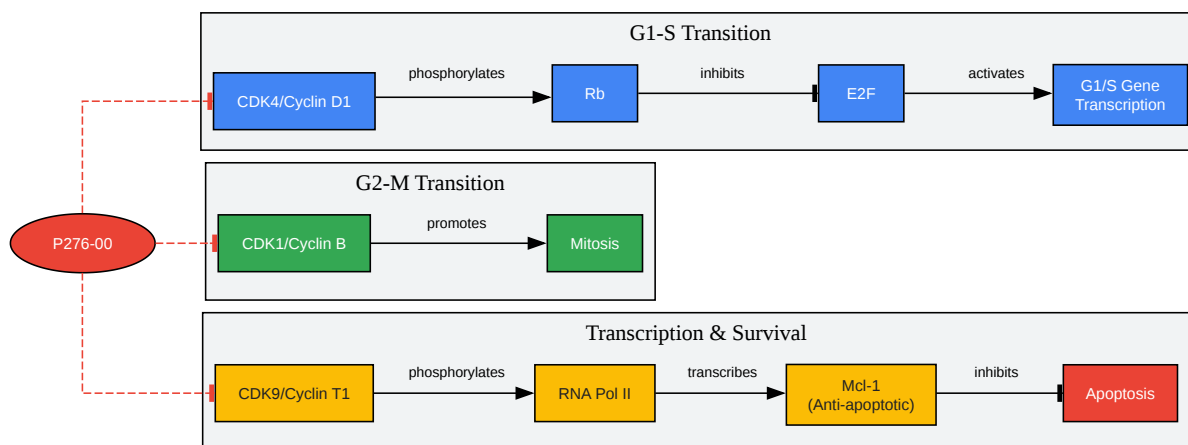 G1-S Transition
CDK4/Cyclin D1
phosphorylates
Rb
inhibits
E2F
activates
G1/S Gene
Transcription
G2-M Transition
P276-00
CDK1/Cyclin B
promotes
Mitosis
Transcription & Survival
CDK9/Cyclin T1
phosphorylates
RNA Pol II
transcribes
Mcl-1
(Anti-apoptotic)
inhibits
Apoptosis